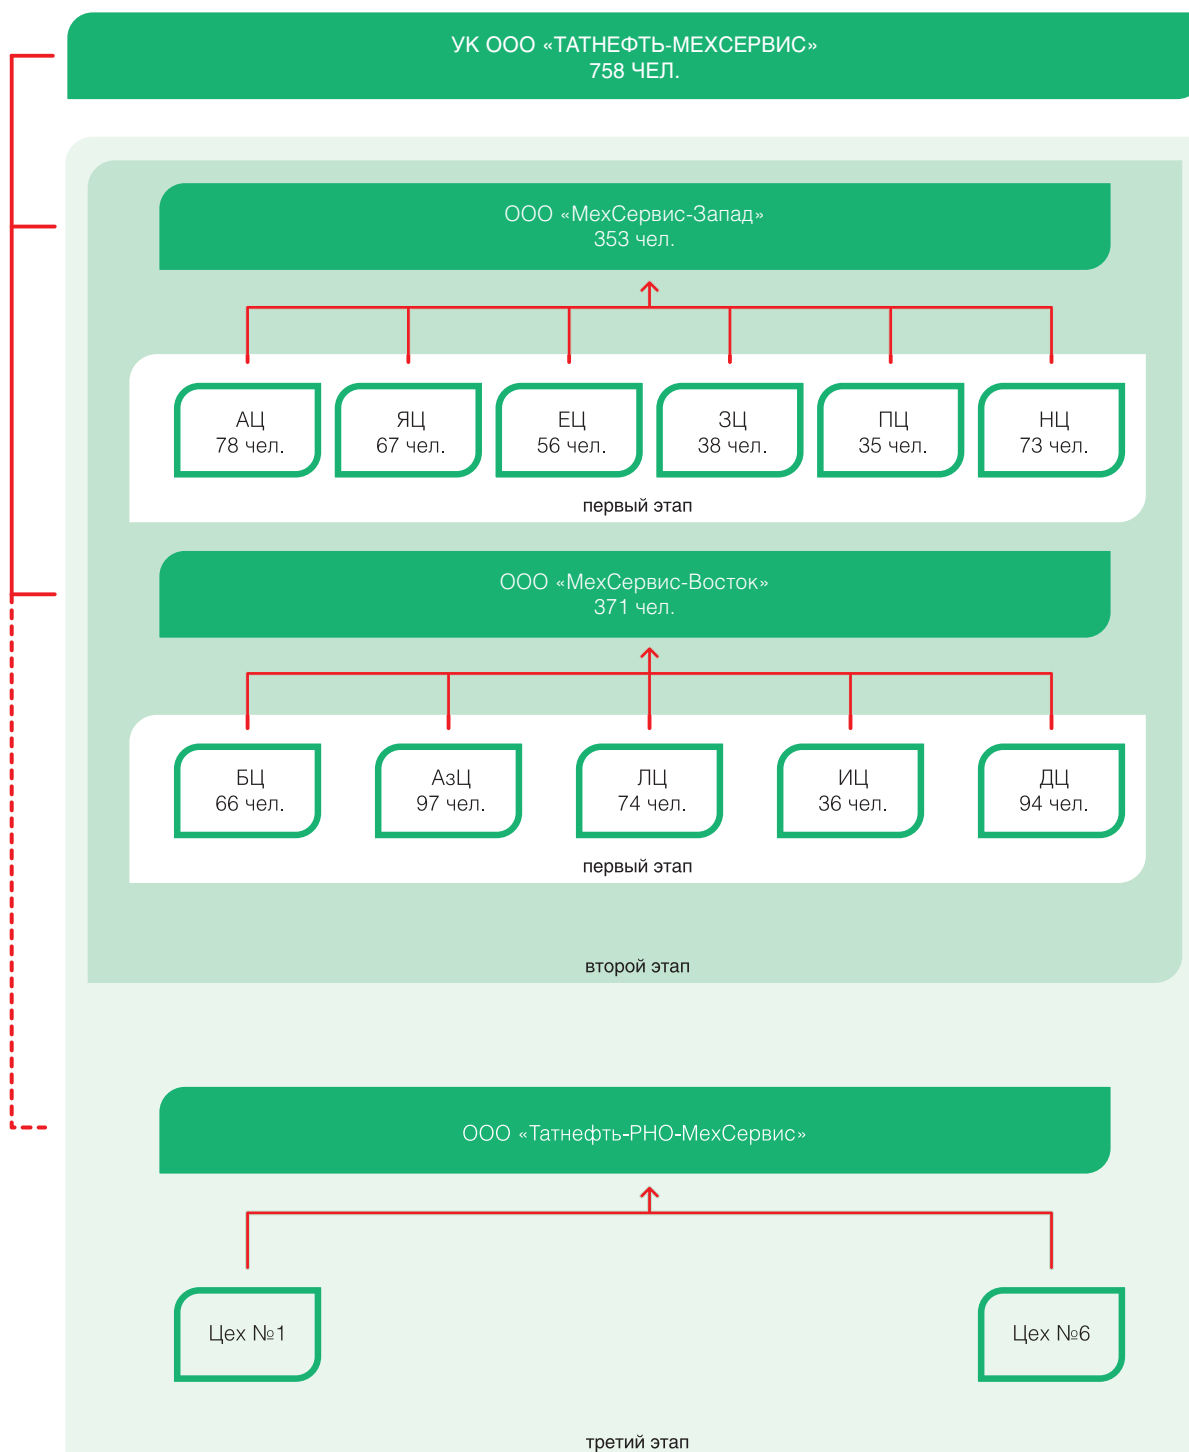 УК ООО «ТАТНЕФТЬ-МЕХСЕРВИС»
758 ЧЕЛ.
ООО «МехСервис-Запад»
353 чел.
АЦ
78 чел.
ЯЦ
67 чел.
ЕЦ
56 чел.
ЗЦ
38 чел.
ПЦ
35 чел.
НЦ
73 чел.
первый этап
ООО «МехСервис-Восток»
371 чел.
БЦ
66 чел.
АзЦ
97 чел.
ЛЦ
74 чел.
ИЦ
36 чел.
ДЦ
94 чел.
первый этап
второй этап
ООО «Татнефть-РНО-МехСервис»
Цех №1
Цех №6
третий этап